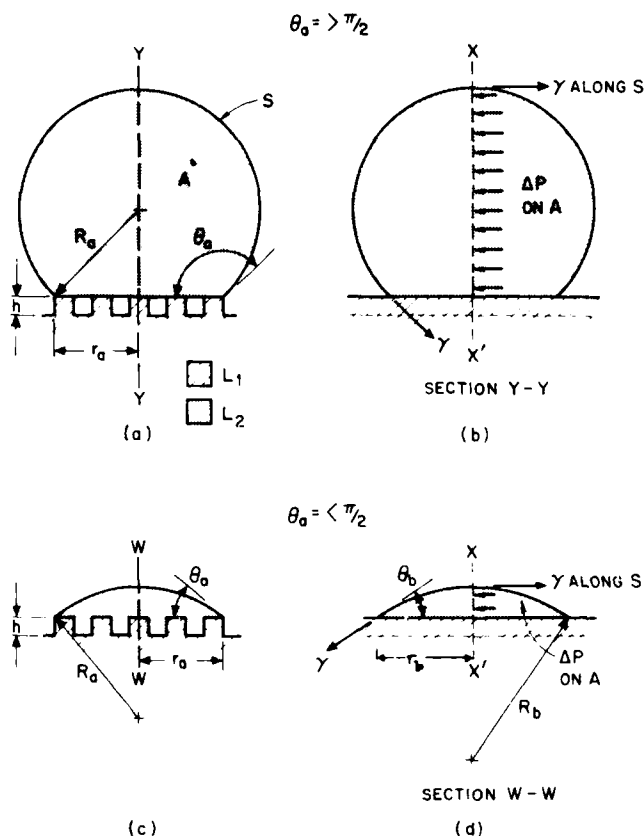 θa = > π/2
Y
S
A
Ra
θa
h
ra
Y
L1
L2
(a)
X
γ ALONG S
ΔP
ON A
γ
X'
SECTION Y-Y
(b)
θa = < π/2
W
θa
h
Ra
W
ra
(c)
X
θb
γ ALONG S
γ
rb
X'
ΔP
ON A
Rb
SECTION W-W
(d)